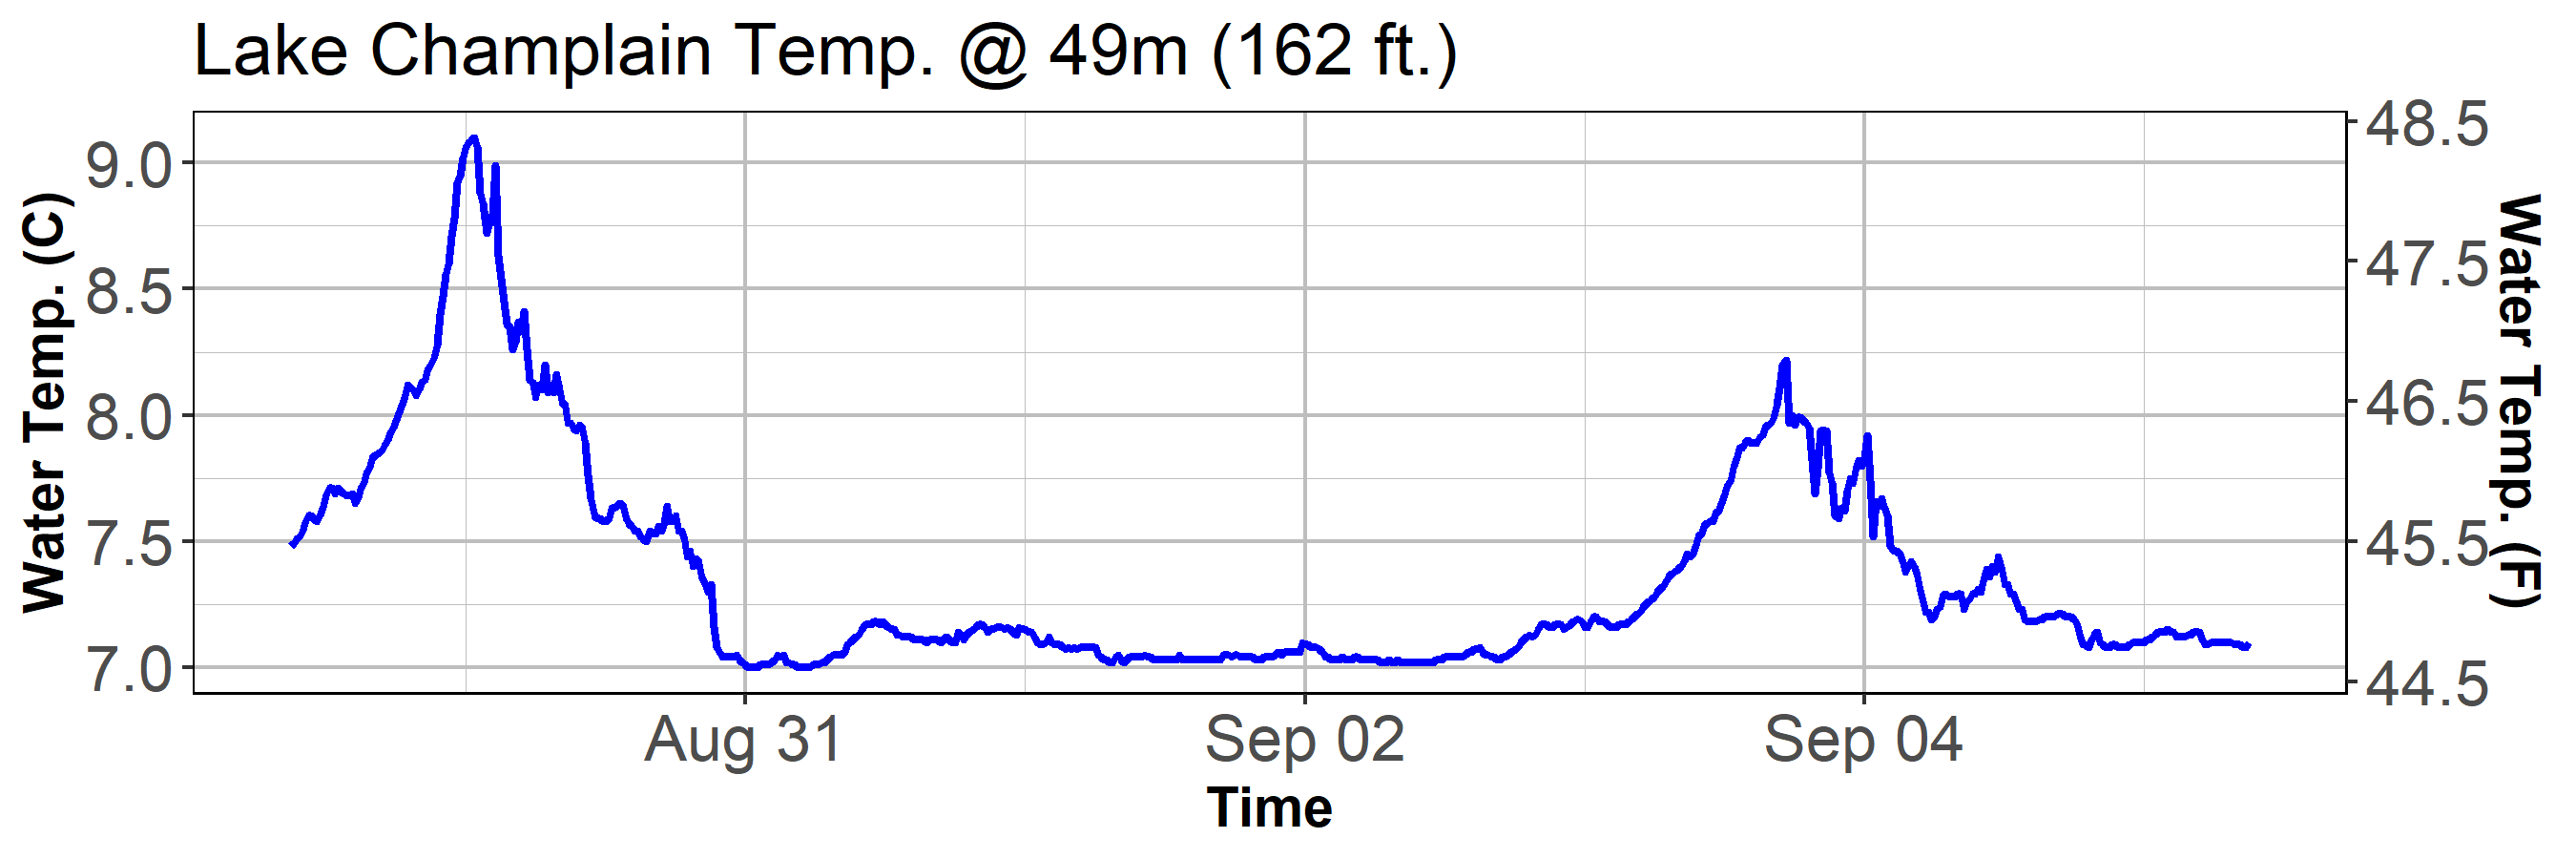 Lake Champlain Temp. @ 49m (162 ft.)
Water Temp. (C)
9.0
8.5
8.0
7.5
7.0
48.5
47.5
46.5
45.5
44.5
Water Temp. (F)
Aug 31
Sep 02
Sep 04
Time